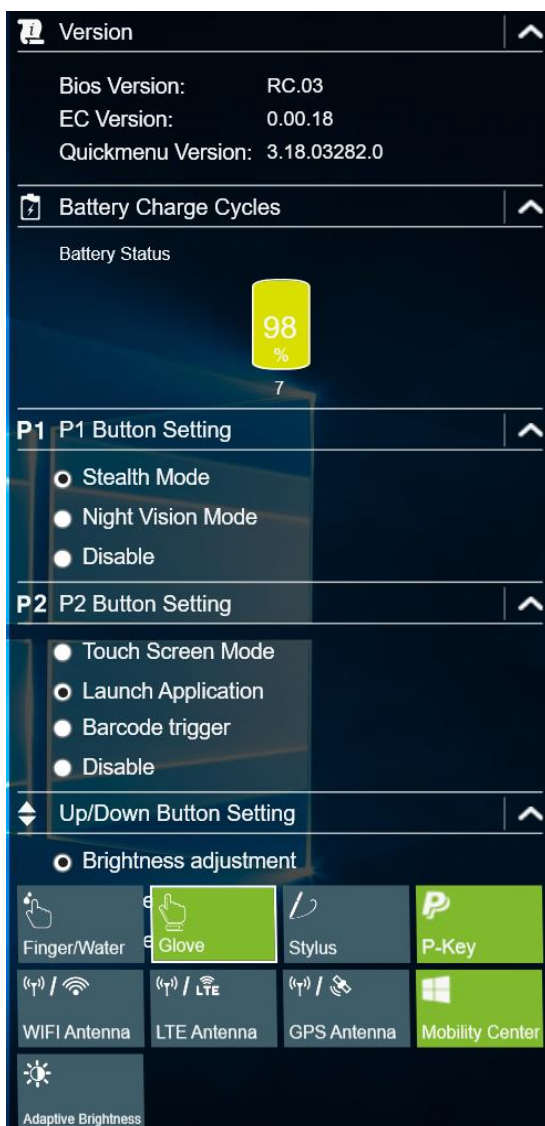 Version
Bios Version: RC.03
EC Version: 0.00.18
Quickmenu Version: 3.18.03282.0
Battery Charge Cycles
Battery Status
98
%
7
P1 P1 Button Setting
Stealth Mode
Night Vision Mode
Disable
P2 P2 Button Setting
Touch Screen Mode
Launch Application
Barcode trigger
Disable
Up/Down Button Setting
Brightness adjustment
Finger/Water Glove Stylus P-Key
LTE
WIFI Antenna LTE Antenna GPS Antenna Mobility Center
Adaptive Brightness